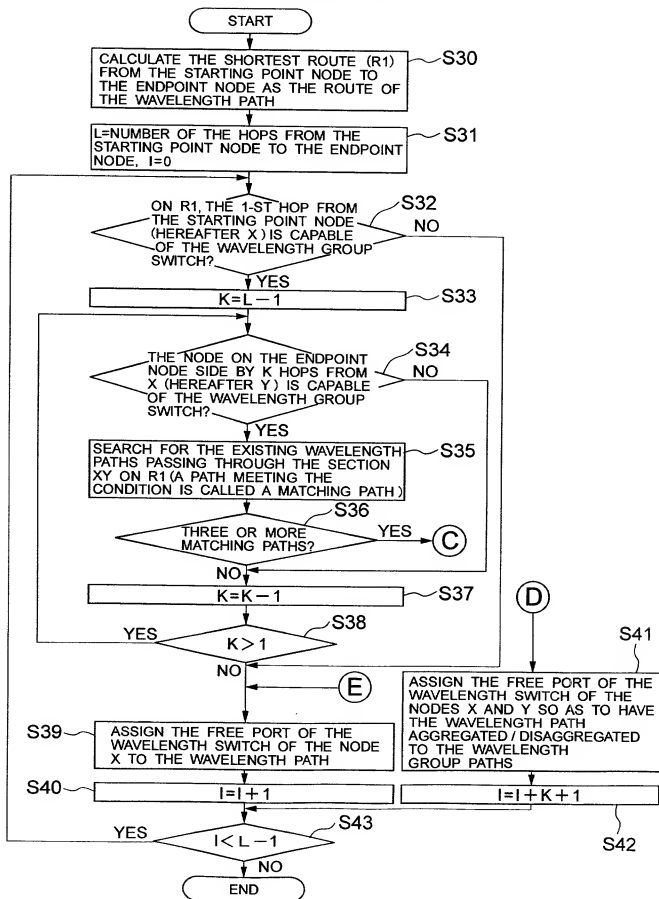 START
CALCULATE THE SHORTEST ROUTE (R1)
FROM THE STARTING POINT NODE TO
THE ENDPOINT NODE AS THE ROUTE OF
THE WAVELENGTH PATH
S30
L=NUMBER OF THE HOPS FROM THE
STARTING POINT NODE TO THE ENDPOINT
NODE, I=0
S31
ON R1, THE 1-ST HOP FROM
THE STARTING POINT NODE
(HEREAFTER X) IS CAPABLE
OF THE WAVELENGTH GROUP
SWITCH?
S32
NO
YES
K=L-1
S33
THE NODE ON THE ENDPOINT
NODE SIDE BY K HOPS FROM
X (HEREAFTER Y) IS CAPABLE
OF THE WAVELENGTH GROUP
SWITCH?
S34
NO
YES
SEARCH FOR THE EXISTING WAVELENGTH
PATHS PASSING THROUGH THE SECTION
XY ON R1 (A PATH MEETING THE
CONDITION IS CALLED A MATCHING PATH)
S35
S36
THREE OR MORE
MATCHING PATHS?
YES
C
NO
K=K-1
S37
D
K>1
S38
YES
NO
E
S41
ASSIGN THE FREE PORT OF THE
WAVELENGTH SWITCH OF THE
NODES X AND Y SO AS TO HAVE
THE WAVELENGTH PATH
AGGREGATED/DISAGGREGATED
TO THE WAVELENGTH
GROUP PATHS
S39
ASSIGN THE FREE PORT OF THE
WAVELENGTH SWITCH OF THE NODE
X TO THE WAVELENGTH PATH
S40
I=I+1
I=I+K+1
S42
YES
I<L-1
S43
NO
END